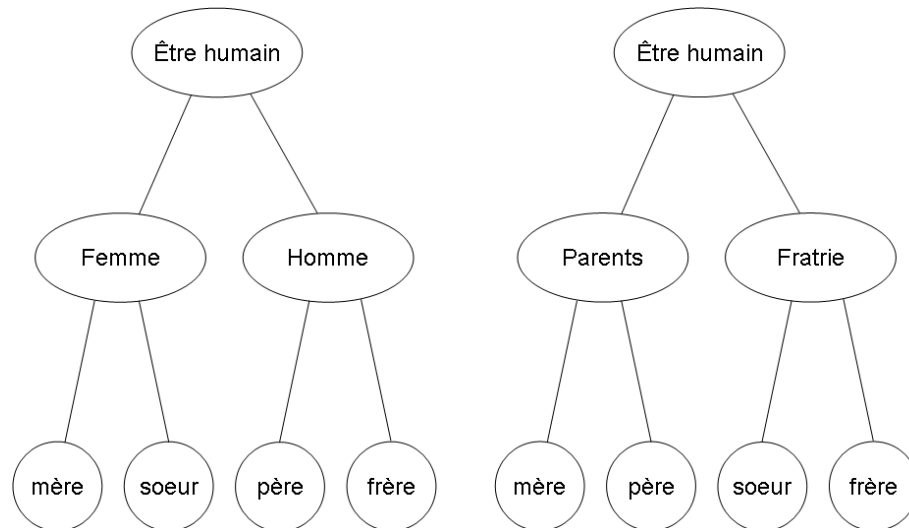 Être humain
Être humain
Femme
Homme
Parents
Fratrie
mère
soeur
père
frère
mère
père
soeur
frère